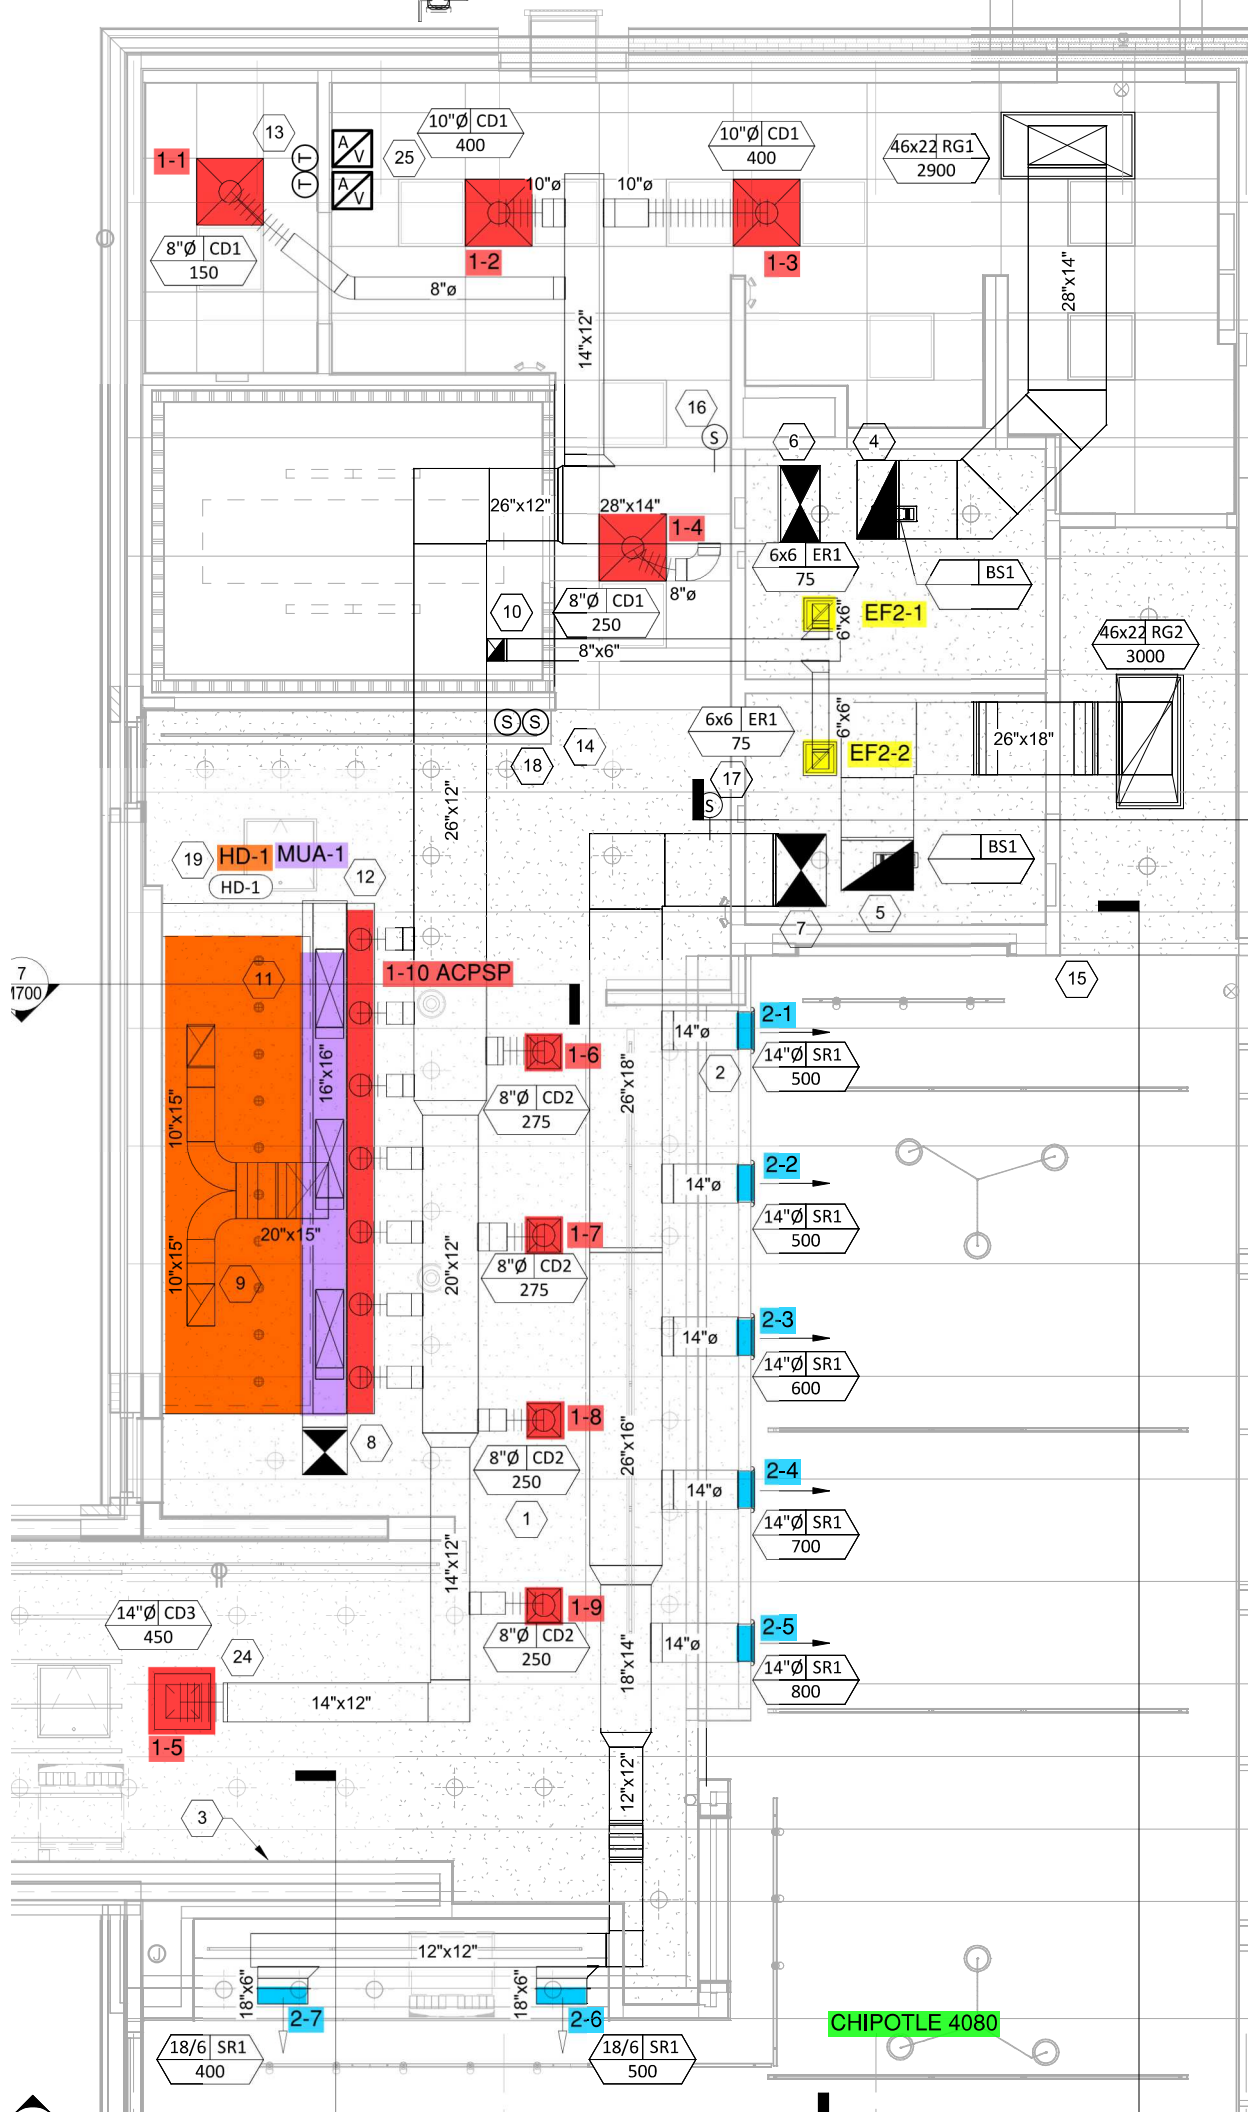 13
1-1
A
V
A
V
T
T
25
10"Ø CD1
400
10"Ø CD1
400
46x22 RG1
2900
10"ø
10"ø
8"Ø CD1
150
1-2
1-3
8"ø
14"x12"
28"x14"
16
S
6
4
26"x12"
28"x14"
1-4
6x6 ER1
75
BS1
8"ø
10
8"Ø CD1
250
6"x6"
EF2-1
46x22 RG2
3000
8"x6"
S S
14
18
6x6 ER1
75
6"x6"
EF2-2
26"x18"
17
S
26"x12"
19
HD-1
MUA-1
HD-1
12
BS1
5
7
7
M700
11
1-10 ACPSP
15
2-1
14"ø
14"Ø SR1
500
2
1-6
8"Ø CD2
275
16"x16"
10"x15"
26"x18"
2-2
14"ø
14"Ø SR1
500
20"x15"
1-7
8"Ø CD2
275
10"x15"
9
20"x12"
2-3
14"ø
14"Ø SR1
600
1-8
8"Ø CD2
250
8
26"x16"
2-4
14"ø
14"Ø SR1
700
1
14"x12"
14"Ø CD3
450
24
1-9
8"Ø CD2
250
2-5
14"ø
14"Ø SR1
800
18"x14"
14"x12"
1-5
12"x12"
3
J
12"x12"
18"x6"
18"x6"
2-7
2-6
18/6 SR1
400
18/6 SR1
500
CHIPOTLE 4080